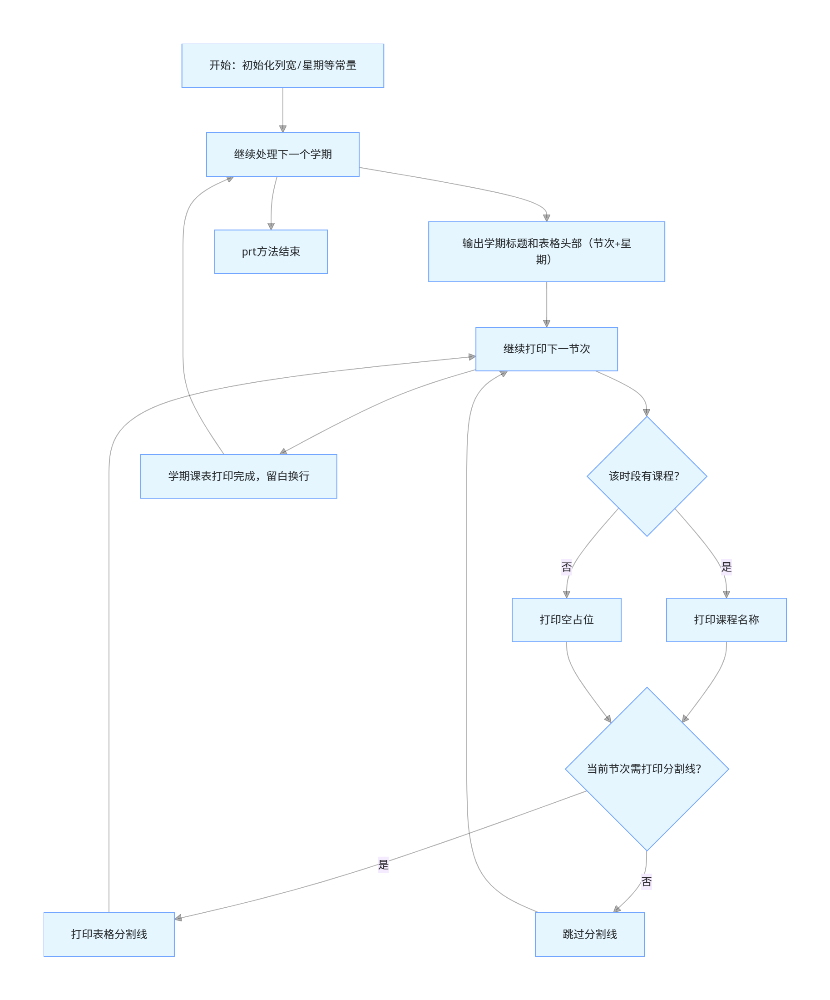 开始：初始化列宽/星期等常量
继续处理下一个学期
输出学期标题和表格头部（节次+星
期）
prt方法结束
继续打印下一节次
学期课表打印完成，留白换行
该时段有课程？
否
是
打印空占位
打印课程名称
当前节次需打印分割线？
是
否
打印表格分割线
跳过分割线